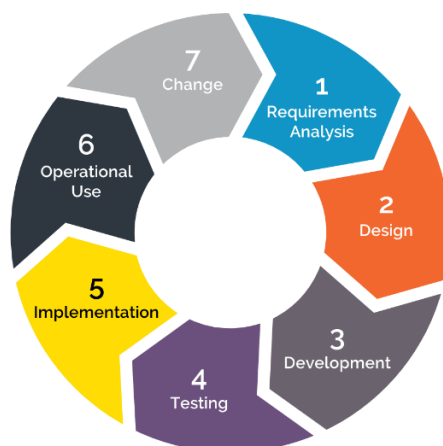 1
Requirements
Analysis
2
Design
3
Development
4
Testing
5
Implementation
6
Operational
Use
7
Change